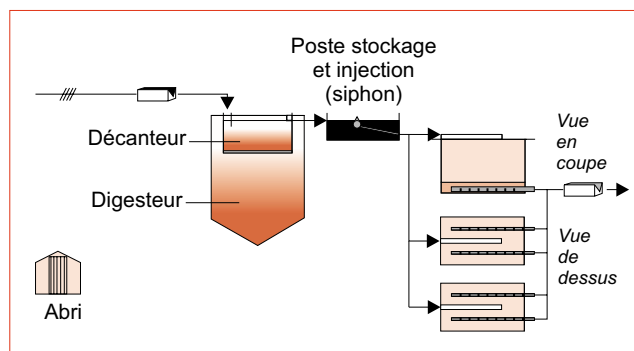 Poste stockage
et injection
(siphon)
Décanteur
Digesteur
Vue
en
coupe
Vue
de
dessus
Abri